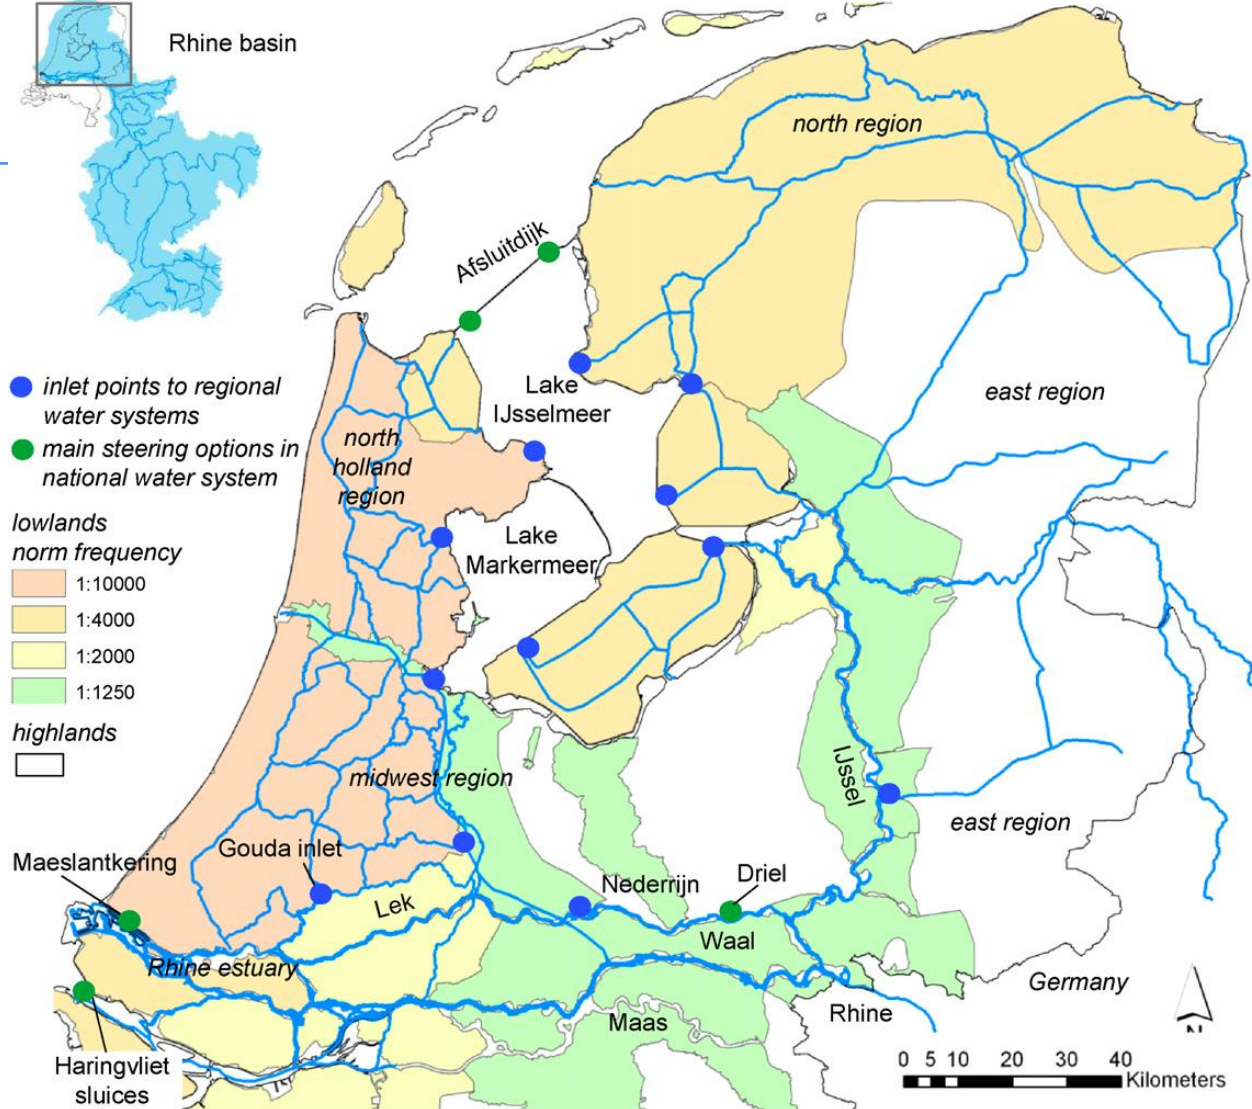 Rhine basin
north region
Afsluitdijk
inlet points to regional
water systems
main steering options in
national water system
lowlands
norm frequency
1:10000
1:4000
1:2000
1:1250
highlands
Lake
IJsselmeer
east region
north
holland
region
Lake
Markermeer
IJssel
midwest region
east region
Gouda inlet
Maeslantkering
Lek
Nederrijn
Driel
Waal
Rhine estuary
Germany
Rhine
Maas
Haringvliet
sluices
N
0 5 10 20 30 40
Kilometers